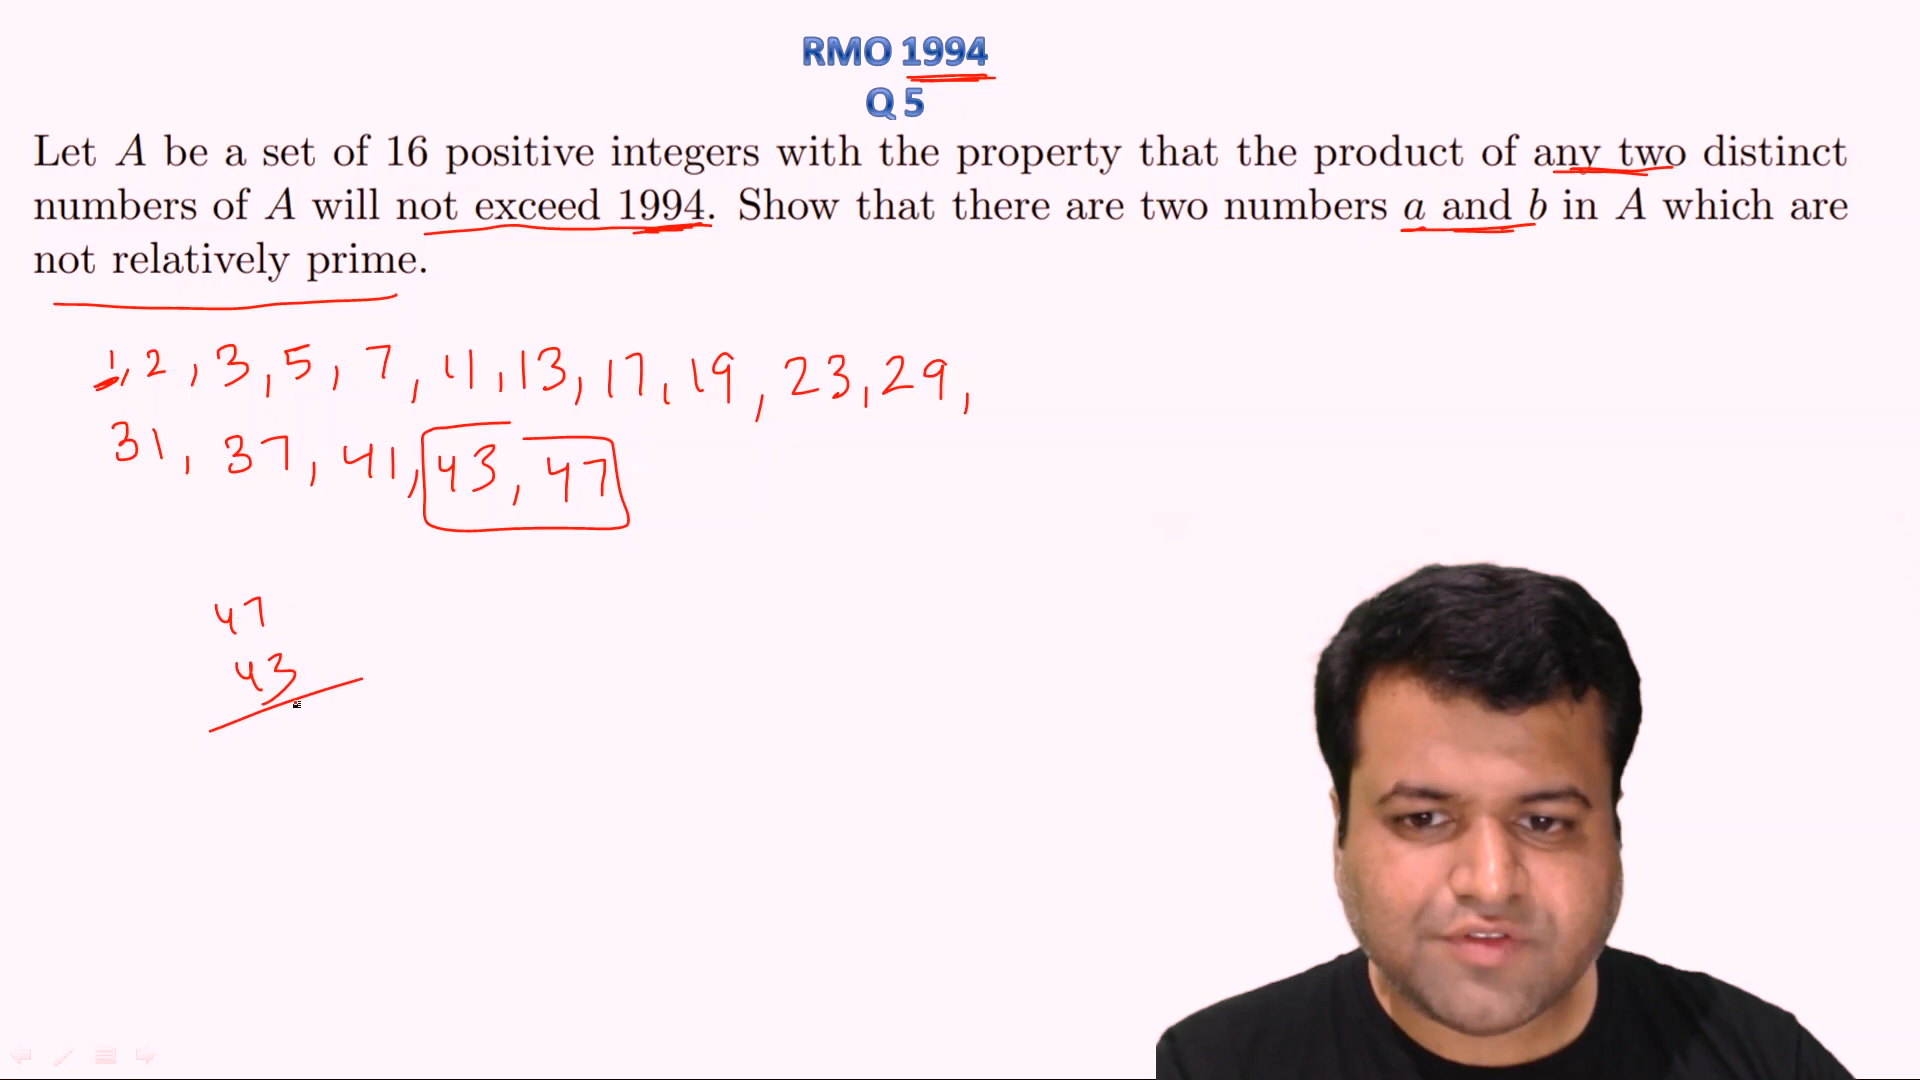 RMO 1994
Q 5
Let A be a set of 16 positive integers with the property that the product of any two distinct
numbers of A will not exceed 1994. Show that there are two numbers a and b in A which are
not relatively prime.
1, 2, 3, 5, 7, 11, 13, 17, 19, 23, 29,
31, 37, 41, 43, 47
47
43